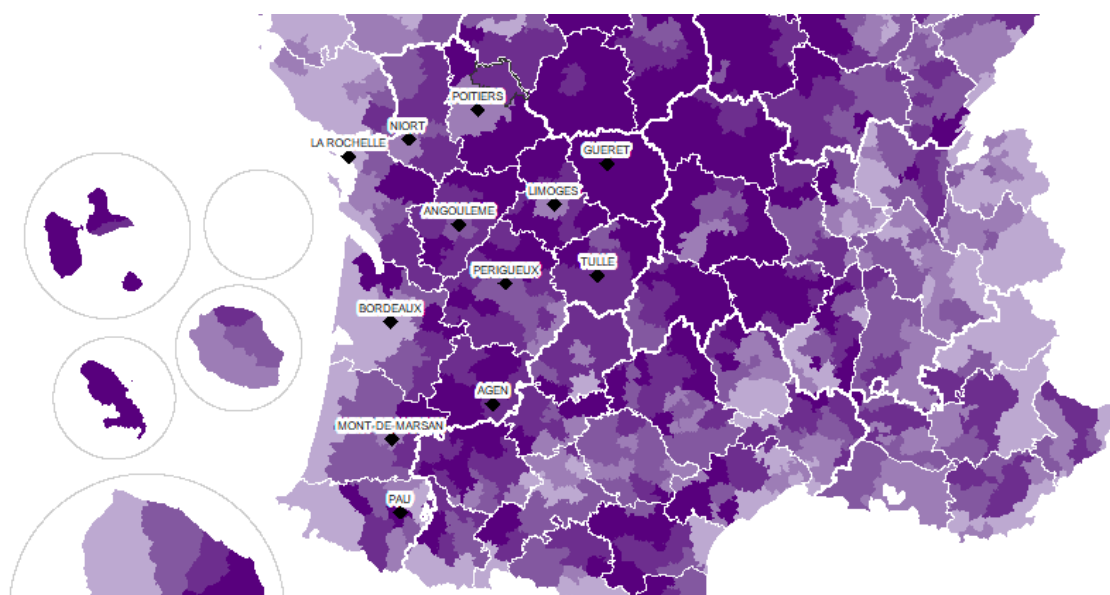 POITIERS
NIORT
LA ROCHELLE
GUERET
LIMOGES
ANGOULEME
TULLE
PERIGUEUX
BORDEAUX
AGEN
MONT-DE-MARSAN
PAU